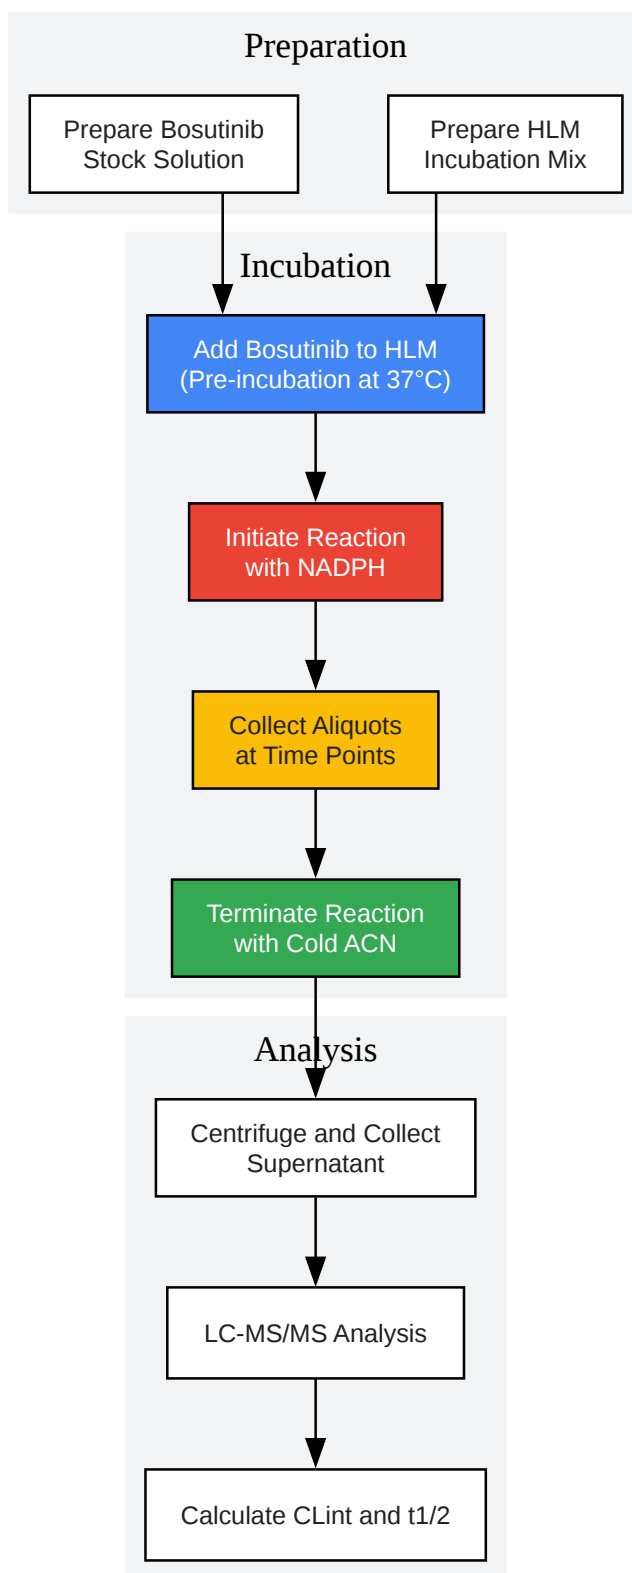 Preparation
Prepare Bosutinib
Stock Solution
Prepare HLM
Incubation Mix
Incubation
Add Bosutinib to HLM
(Pre-incubation at 37°C)
Initiate Reaction
with NADPH
Collect Aliquots
at Time Points
Terminate Reaction
with Cold ACN
Analysis
Centrifuge and Collect
Supernatant
LC-MS/MS Analysis
Calculate CLint and t1/2